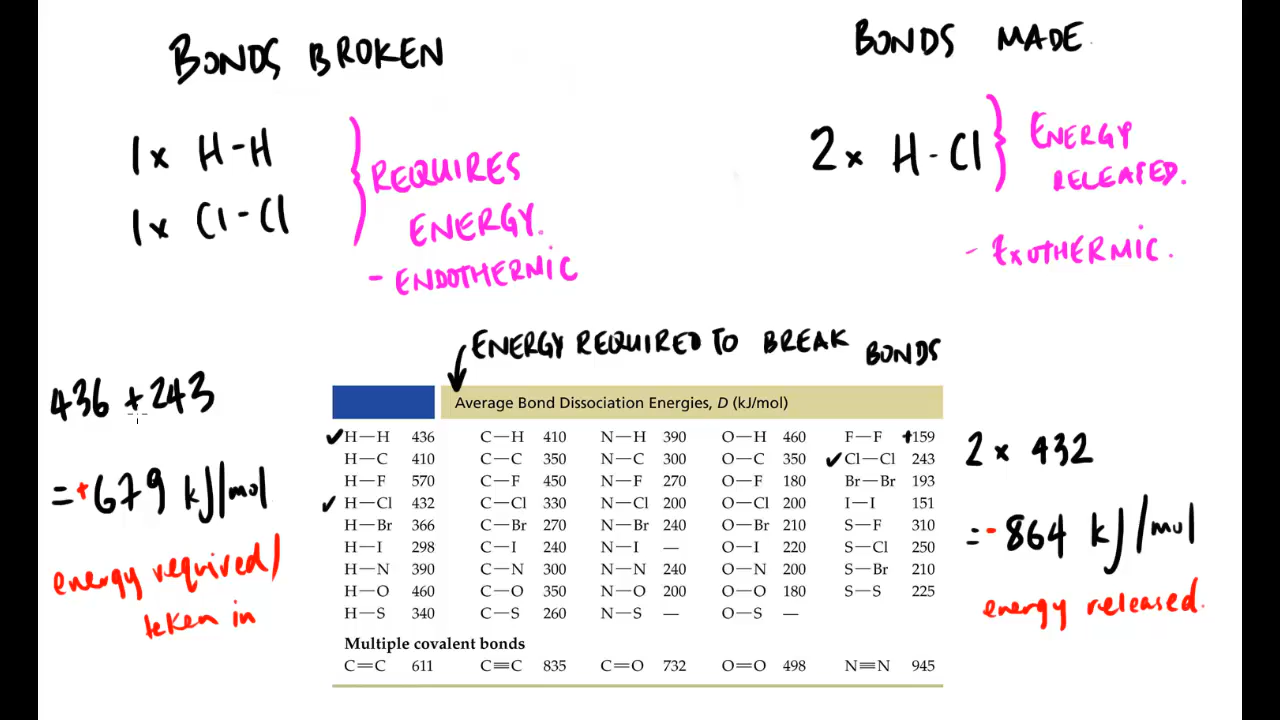 BONDS BROKEN
BONDS MADE
1x H-H
1x Cl-Cl
REQUIRES
ENERGY.
- ENDOTHERMIC
2x H-Cl
ENERGY
RELEASED.
- EXOTHERMIC.
ENERGY REQUIRED TO BREAK BONDS
436 + 243
= +679 kJ/mol
energy required/
taken in
Average Bond Dissociation Energies, D (kJ/mol)
✓ H—H 436 C—H 410 N—H 390 O—H 460 F—F +159
H—C 410 C—C 350 N—C 300 O—C 350 ✓ Cl—Cl 243
H—F 570 C—F 450 N—F 270 O—F 180 Br—Br 193
✓ H—Cl 432 C—Cl 330 N—Cl 200 O—Cl 200 I—I 151
H—Br 366 C—Br 270 N—Br 240 O—Br 210 S—F 310
H—I 298 C—I 240 N—I — O—I 220 S—Cl 250
H—N 390 C—N 300 N—N 240 O—N 200 S—Br 210
H—O 460 C—O 350 N—O 200 O—O 180 S—S 225
H—S 340 C—S 260 N—S — O—S —
Multiple covalent bonds
C=C 611 C≡C 835 C=O 732 O=O 498 N≡N 945
2 x 432
= -864 kJ/mol
energy released.